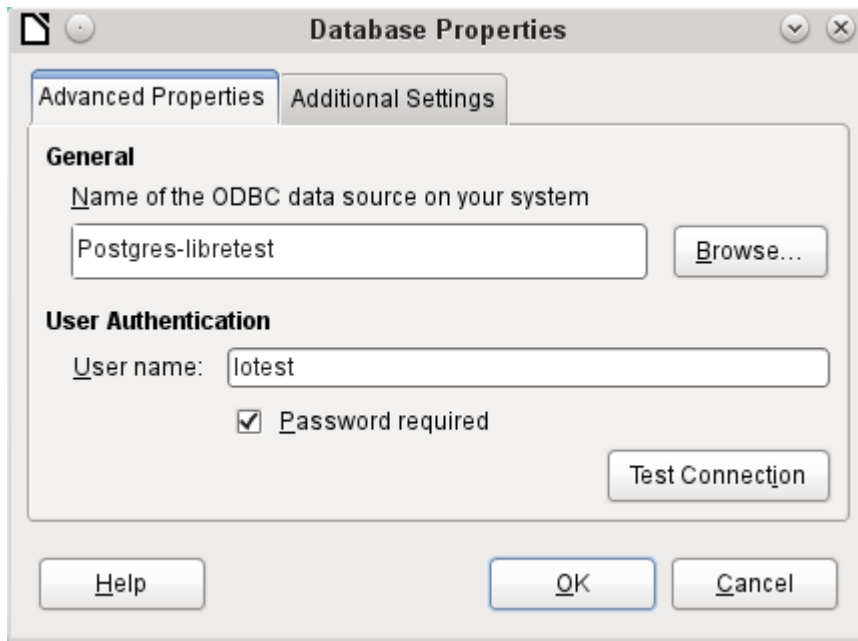 Database Properties
Advanced Properties
Additional Settings
General
Name of the ODBC data source on your system
Postgres-libretest
Browse...
User Authentication
User name:
lotest
Password required
Test Connection
Help
OK
Cancel